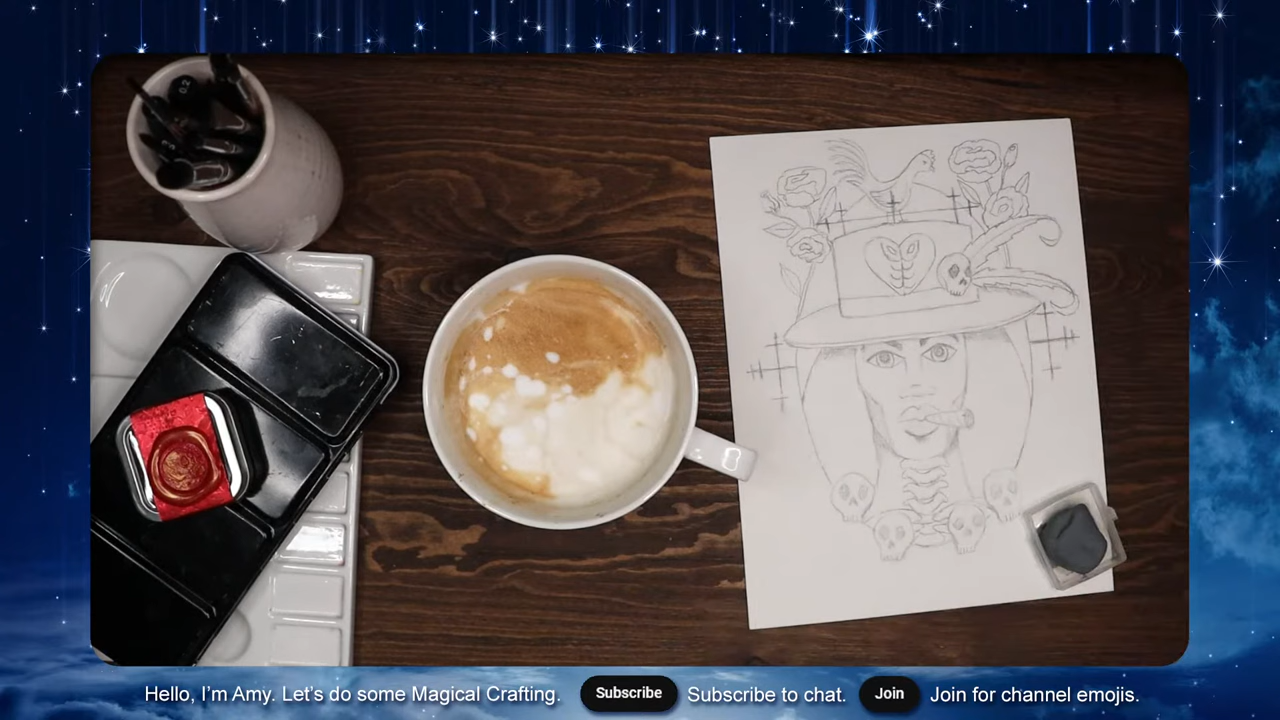 Hello, I'm Amy. Let's do some Magical Crafting. Subscribe Subscribe to chat. Join Join for channel emojis.